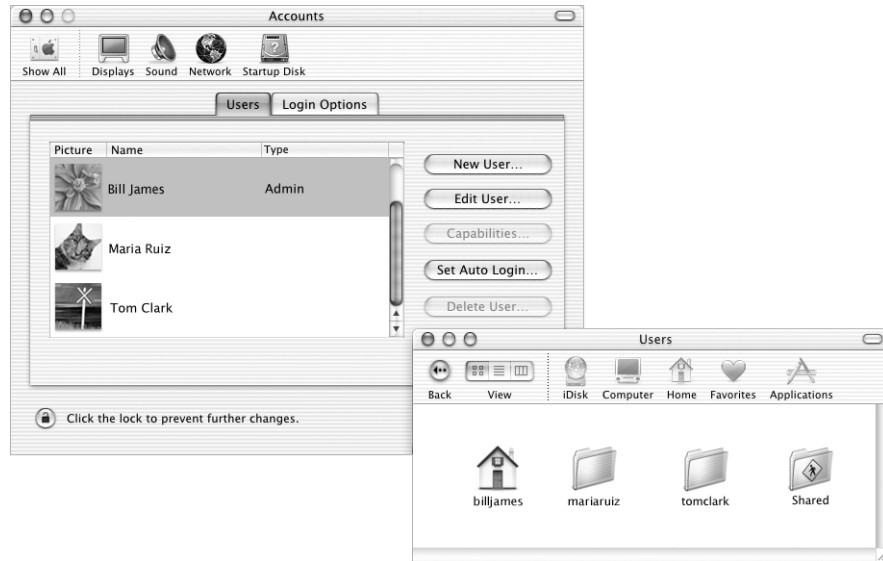 Accounts
Show All Displays Sound Network Startup Disk
Users Login Options
Picture Name Type
Bill James Admin
Maria Ruiz
Tom Clark
New User...
Edit User...
Capabilities...
Set Auto Login...
Delete User...
Click the lock to prevent further changes.
Users
Back View iDisk Computer Home Favorites Applications
billjames mariaruiz tomclark Shared